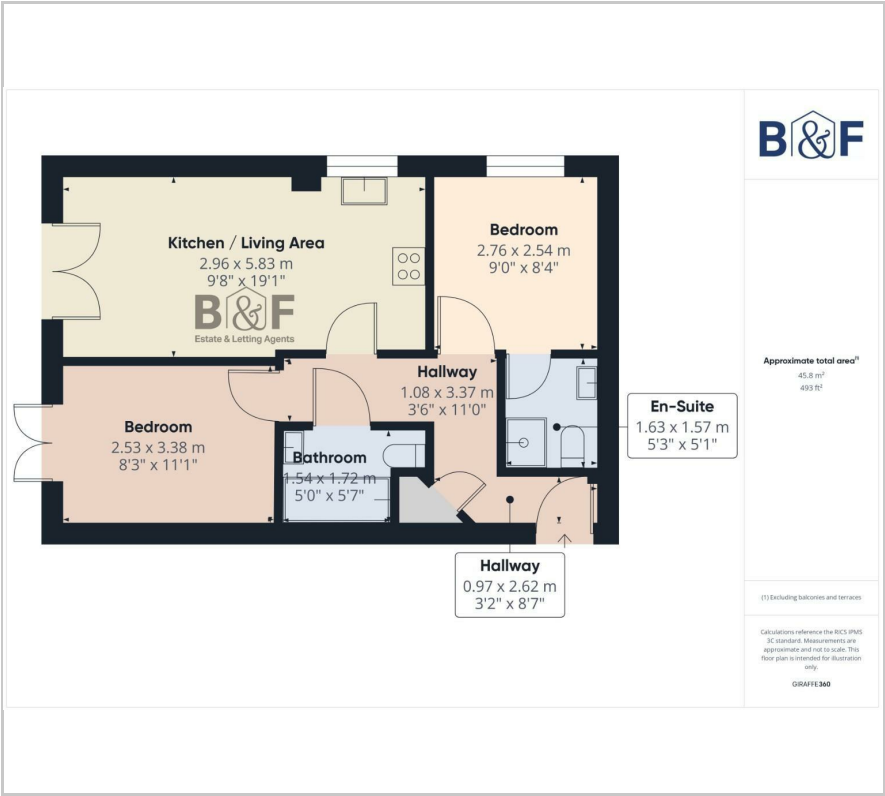 B&F
Kitchen / Living Area
2.96 x 5.83 m
9'8" x 19'1"
B&F
Estate & Letting Agents
Bedroom
2.76 x 2.54 m
9'0" x 8'4"
Hallway
1.08 x 3.37 m
3'6" x 11'0"
Bedroom
2.53 x 3.38 m
8'3" x 11'1"
Bathroom
1.54 x 1.72 m
5'0" x 5'7"
En-Suite
1.63 x 1.57 m
5'3" x 5'1"
Hallway
0.97 x 2.62 m
3'2" x 8'7"
Approximate total area(1)
45.8 m²
493 ft²
(1) Excluding balconies and terraces
Calculations reference the RICS IPMS
3C standard. Measurements are
approximate and not to scale. This
floor plan is intended for illustration
only.
GIRAFFE360